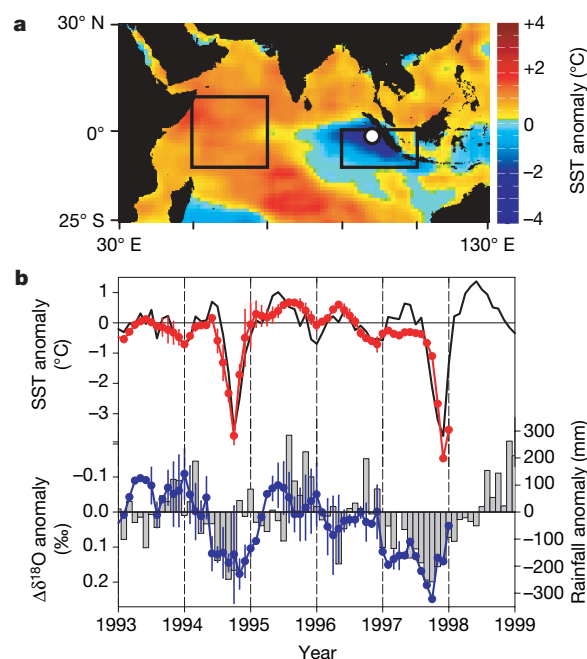 a
30° N
0°
25° S
30° E
130° E
+4
+2
0
−2
−4
SST anomaly (°C)
b
1
0
−1
−2
−3
SST anomaly
(°C)
−0.1
0.0
0.1
0.2
Δδ¹⁸O anomaly
(‰)
300
200
100
0
−100
−200
−300
Rainfall anomaly (mm)
1993
1994
1995
1996
1997
1998
1999
Year